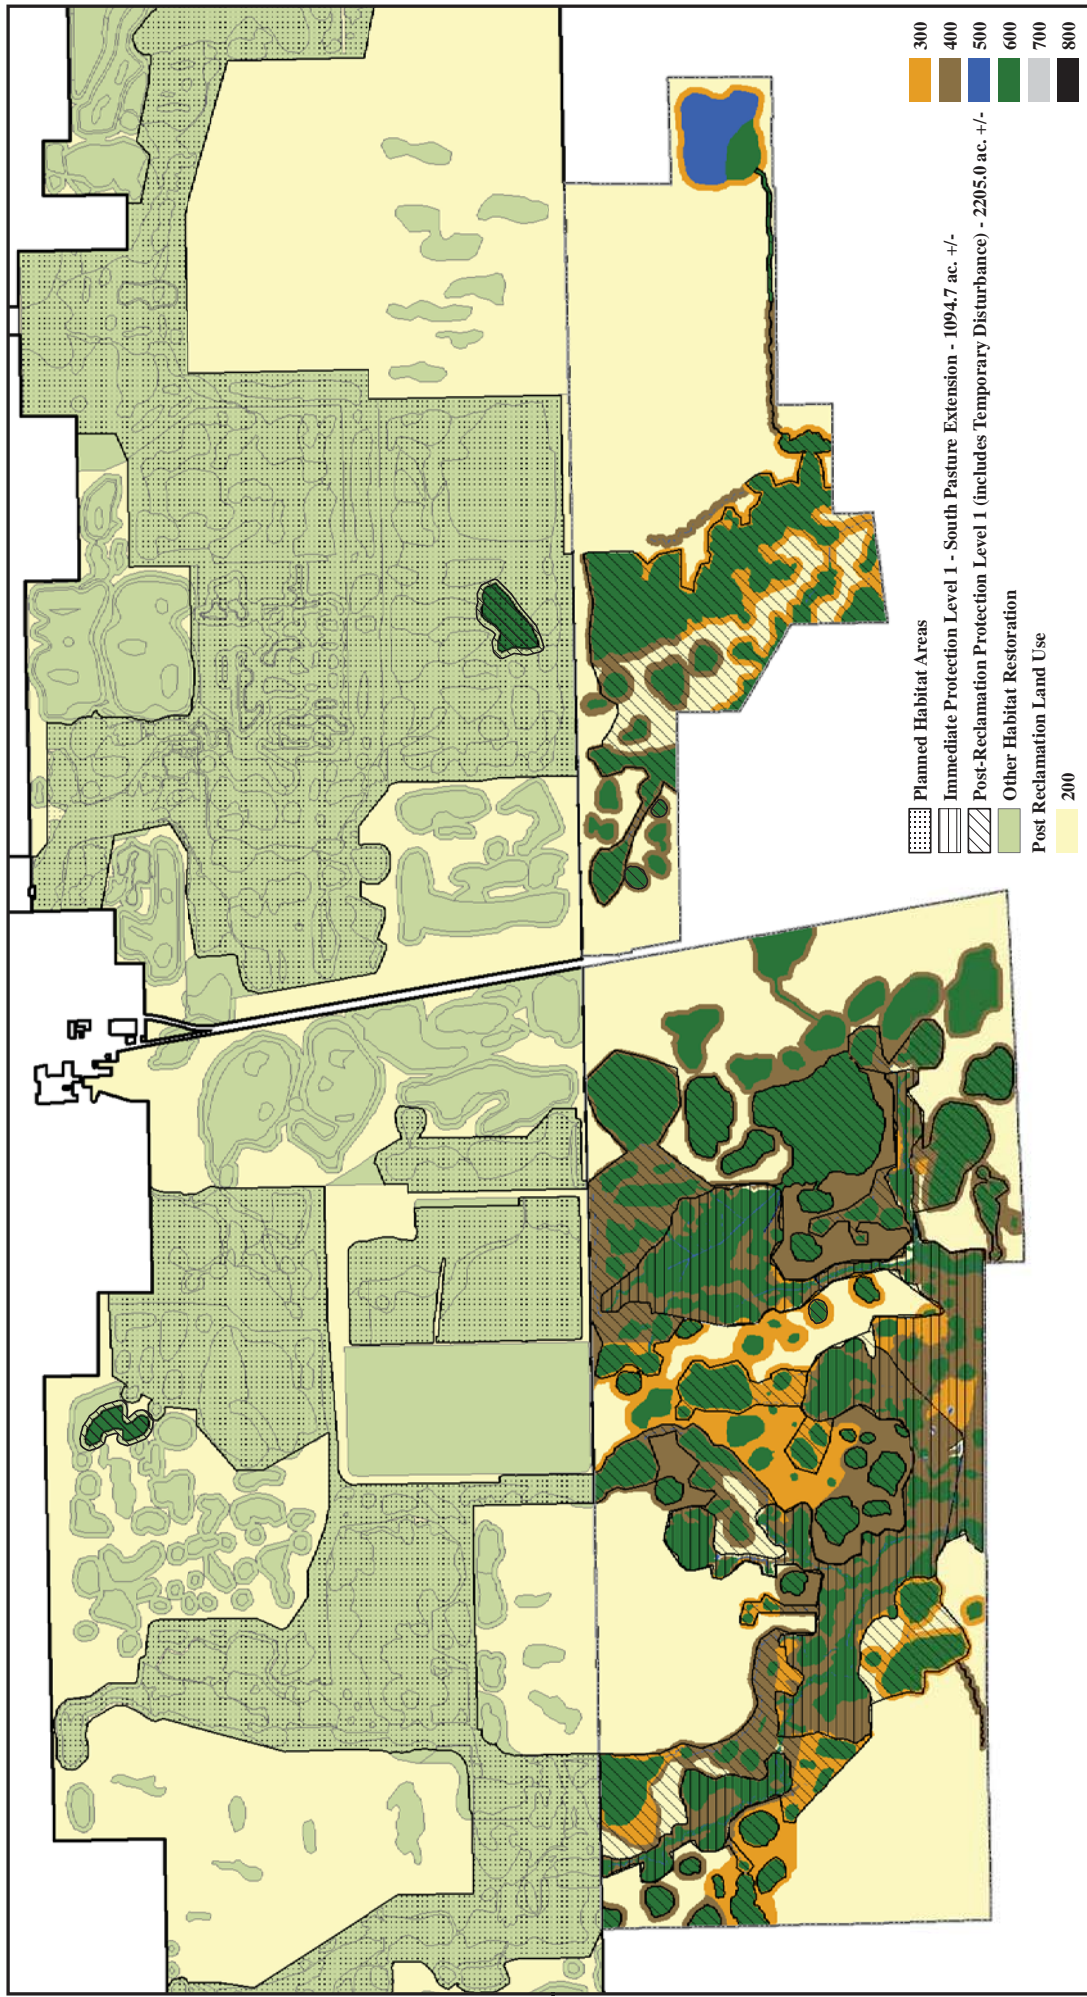 Planned Habitat Areas
Immediate Protection Level 1 - South Pasture Extension - 1094.7 ac. +/-
Post-Reclamation Protection Level 1 (includes Temporary Disturbance) - 2205.0 ac. +/-
Other Habitat Restoration
Post Reclamation Land Use
200
300
400
500
600
700
800